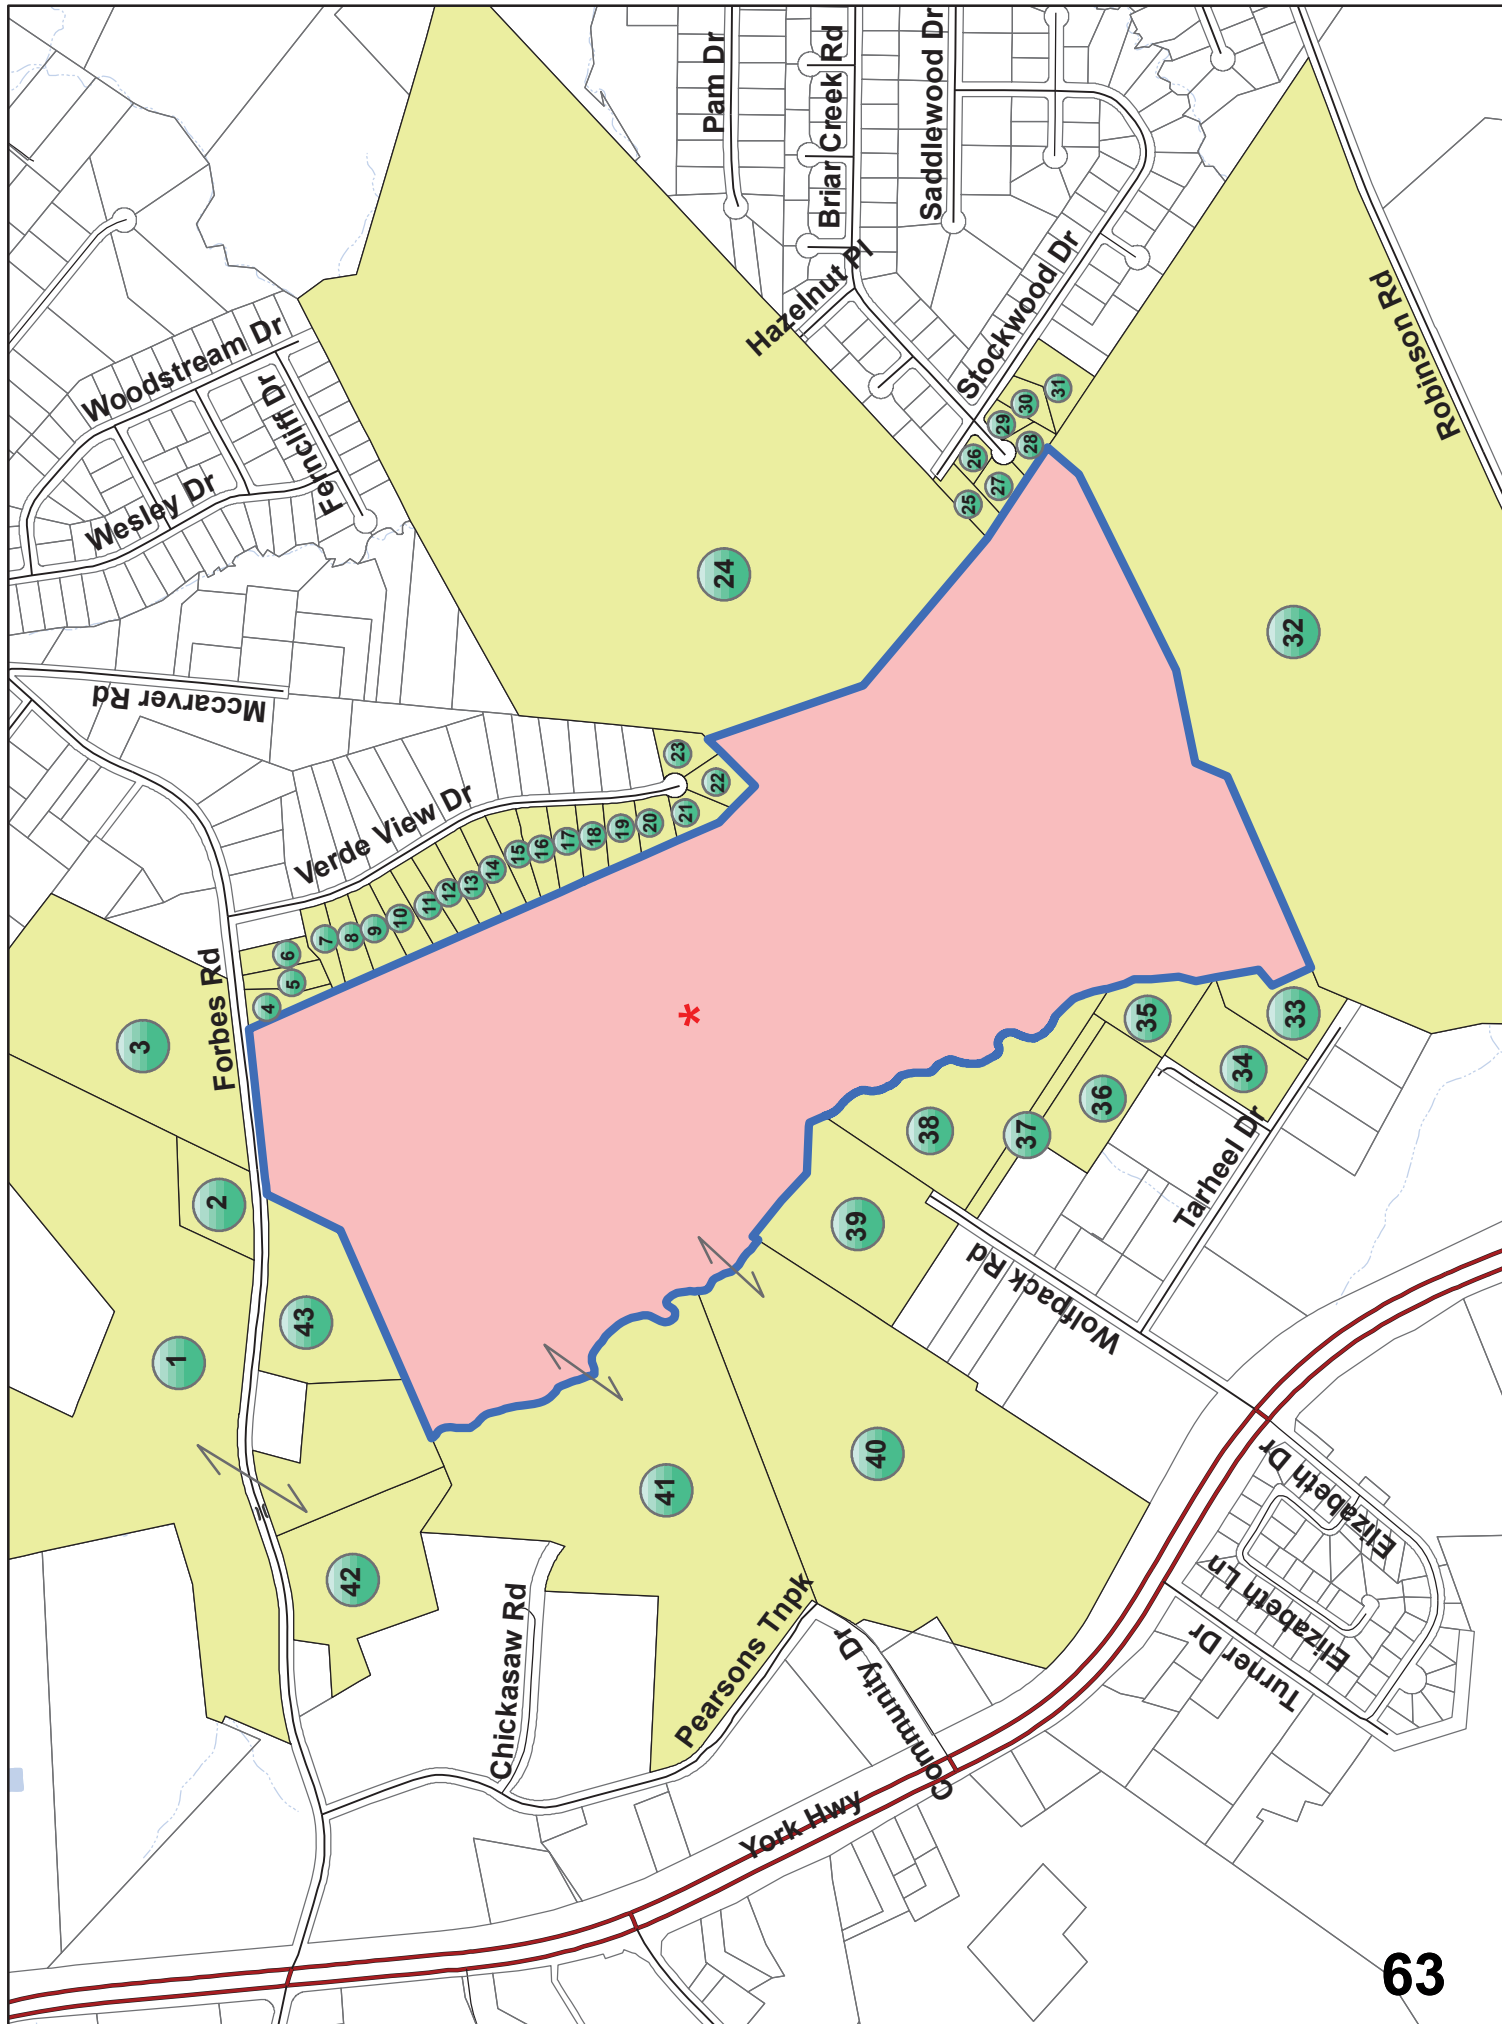 Pam Dr
Briar Creek Rd
Saddlewood Dr
Hazelnut Pl
Stockwood Dr
Robinson Rd
Woodstream Dr
Ferncliff Dr
Wesley Dr
Mccarver Rd
Verde View Dr
Forbes Rd
Tarheel Dr
Wolfpack Rd
Elizabeth Dr
Elizabeth Ln
Turner Dr
Chickasaw Rd
Pearsons Tnpk
Community Dr
York Hwy
1
2
3
4
5
6
7
8
9
10
11
12
13
14
15
16
17
18
19
20
21
22
23
24
25
26
27
28
29
30
31
32
33
34
35
36
37
38
39
40
41
42
43
*
63